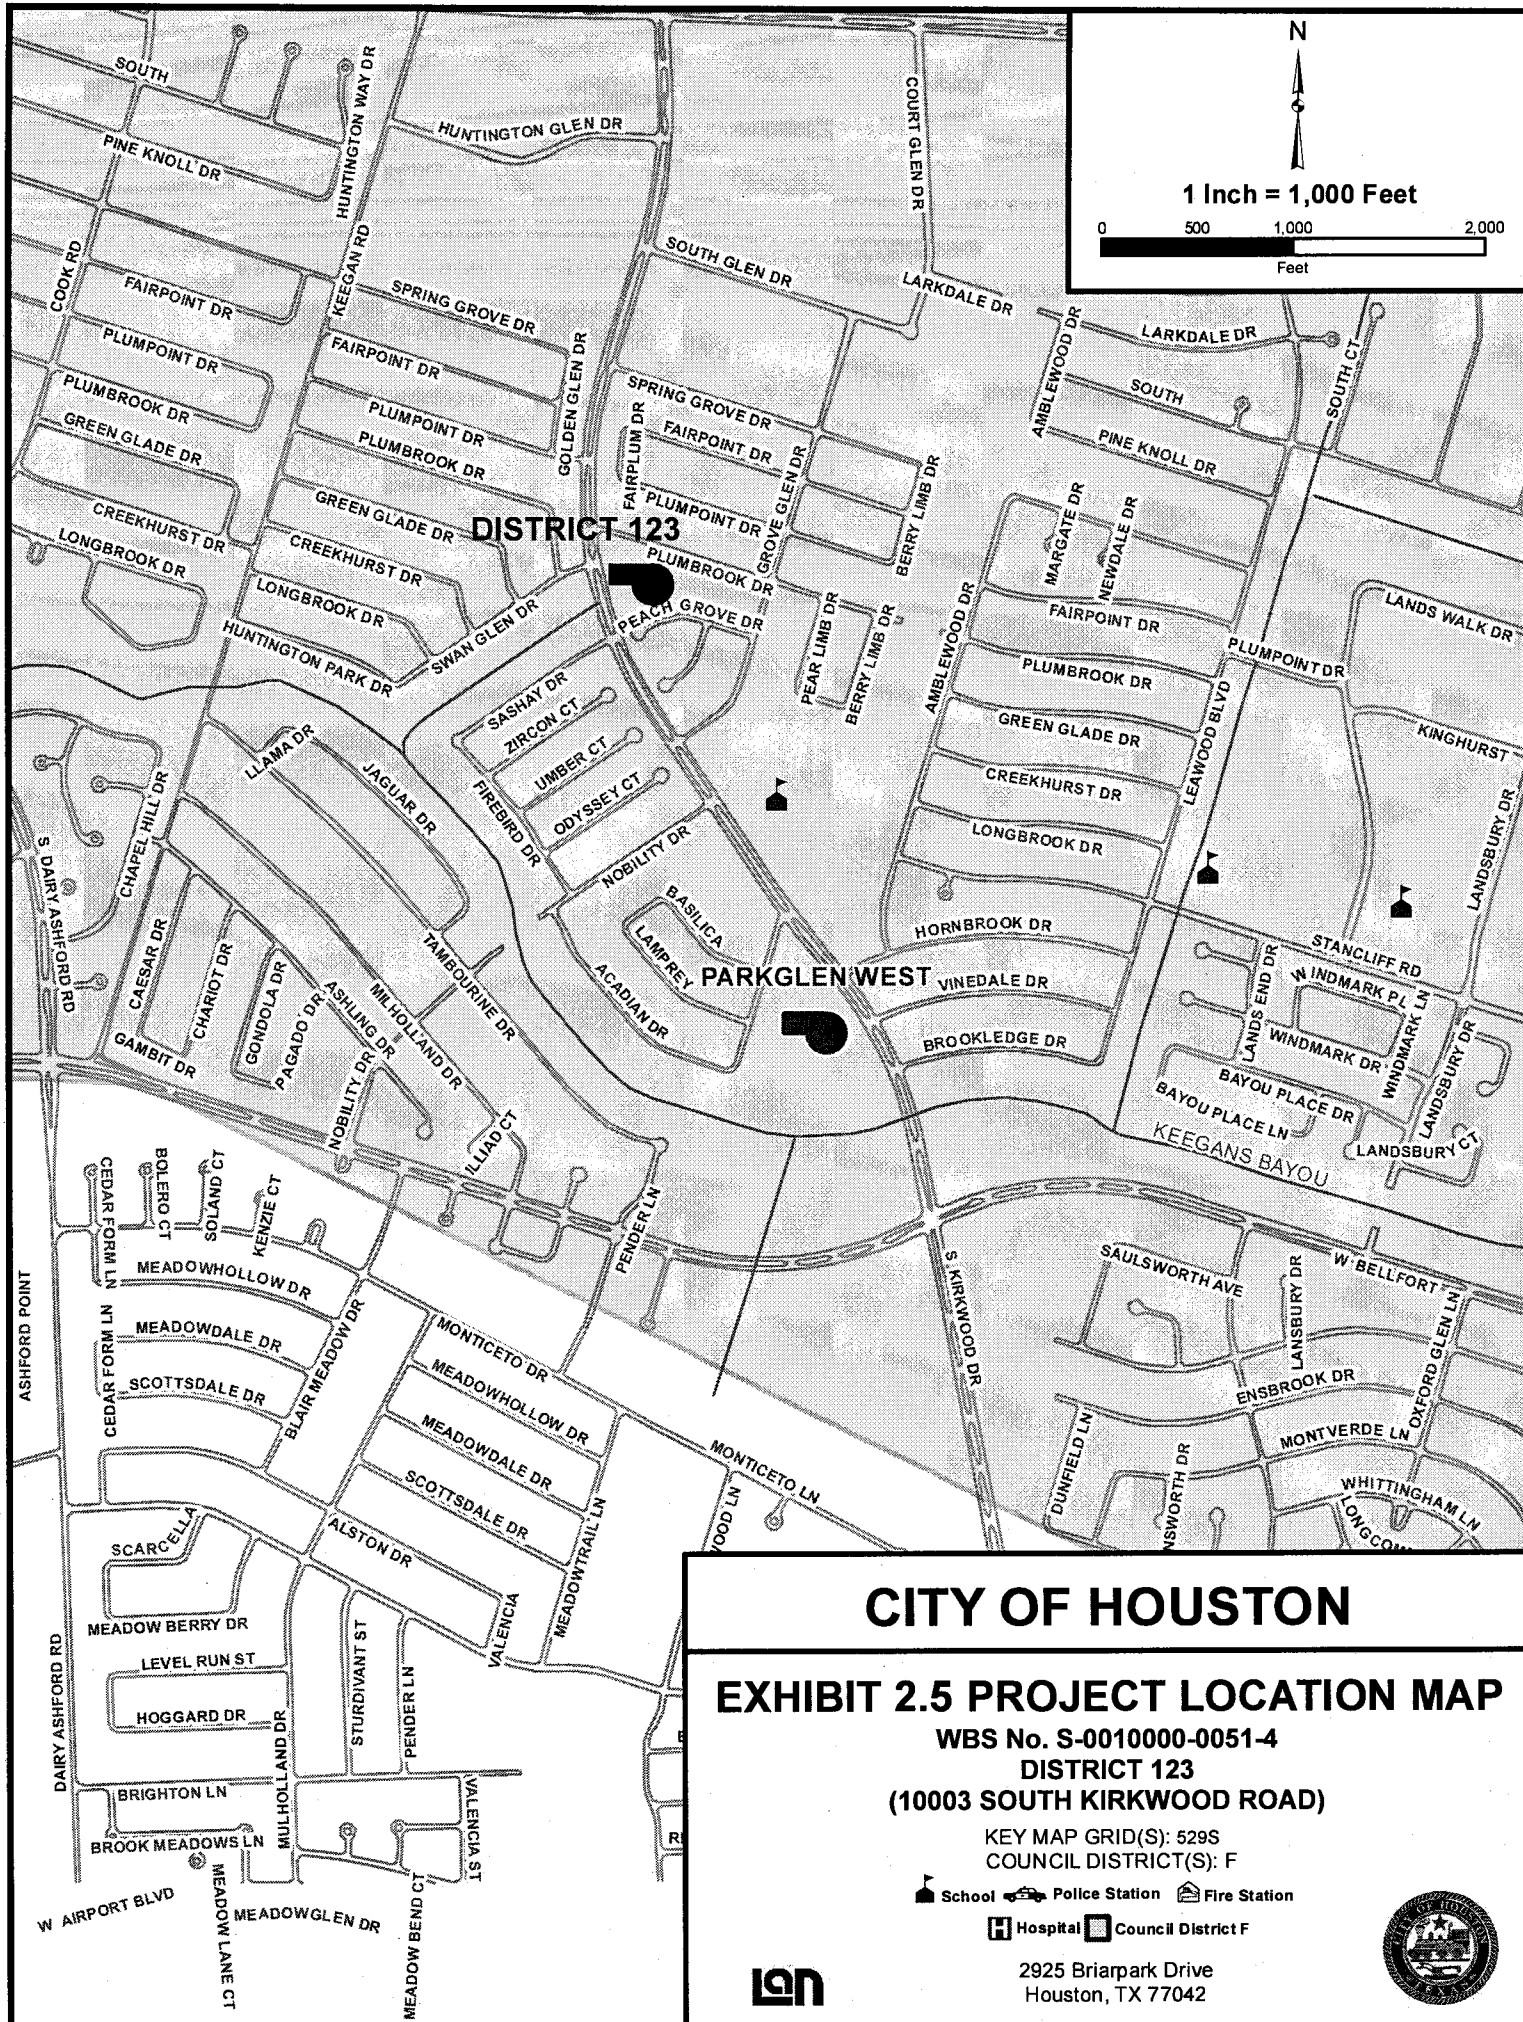 N
1 Inch = 1,000 Feet
0 500 1,000 2,000
Feet
SOUTH
PINE KNOLL DR
HUNTINGTON WAY DR
HUNTINGTON GLEN DR
COURT GLEN DR
COOK RD
KEEGAN RD
FAIRPOINT DR
SPRING GROVE DR
SOUTH GLEN DR
LARKDALE DR
LARKDALE DR
AMBLEWOOD DR
SOUTH CT
PLUMPOINT DR
FAIRPOINT DR
GOLDEN GLEN DR
SPRING GROVE DR
SOUTH
PLUMBROOK DR
PLUMPOINT DR
FAIRPLUM DR
FAIRPOINT DR
PINE KNOLL DR
GREEN GLADE DR
PLUMBROOK DR
GROVE GLEN DR
BERRY LIMB DR
MARGATE DR
NEWDALE DR
CREEKHURST DR
GREEN GLADE DR
DISTRICT 123
PLUMPOINT DR
LONGBROOK DR
CREEKHURST DR
PLUMBROOK DR
LONGBROOK DR
PEACH GROVE DR
FAIRPOINT DR
LANDS WALK DR
HUNTINGTON PARK DR
SWAN GLEN DR
PEAR LIMB DR
BERRY LIMB DR
AMBLEWOOD DR
PLUMBROOK DR
PLUMPOINT DR
SASHAY DR
ZIRCON CT
GREEN GLADE DR
LEAWOOD BLVD
KINGHURST
LLAMA DR
JAGUAR DR
UMBER CT
FIREBIRD DR
ODYSSEY CT
CREEKHURST DR
LANDSBURY DR
CHAPEL HILL DR
S DAIRY ASHFORD RD
NOBILITY DR
LONGBROOK DR
BASILICA
LAMPREY
HORNBROOK DR
STANCLIFF RD
CAESAR DR
CHARIOT DR
GONDOLA DR
PAGADO DR
ASHLING DR
MILHOLLAND DR
TAMBOURINE DR
ACADIAN DR
PARKGLEN WEST
VINEDALE DR
LANDS END DR
WINDMARK PL
WINDMARK LN
GAMBIT DR
NOBILITY DR
BROOKLEDGE DR
WINDMARK DR
LANDSBURY DR
BAYOU PLACE DR
BAYOU PLACE LN
ILLIAD CT
KEEGANS BAYOU
LANDSBURY CT
CEDAR FORM LN
BOLERO CT
SOLAND CT
KENZIE CT
PENDER LN
MEADOWHOLLOW DR
S KIRKWOOD DR
SAULSWORTH AVE
LANSBURY DR
W BELLFORT
ASHFORD POINT
CEDAR FORM LN
MEADOWDALE DR
BLAIR MEADOW DR
MONTICETO DR
OXFORD GLEN LN
SCOTTSDALE DR
MEADOWHOLLOW DR
ENSBROOK DR
MEADOWDALE DR
MONTICETO LN
DUNFIELD LN
MONTVERDE LN
SCOTTSDALE DR
WOOD LN
NSWORTH DR
WHITTINGHAM LN
LONGCOM
SCARCELLA
ALSTON DR
MEADOWTRAIL LN
MEADOW BERRY DR
VALENCIA
LEVEL RUN ST
STURDIVANT ST
PENDER LN
DAIRY ASHFORD RD
HOGGARD DR
MULHOLLAND DR
BRIGHTON LN
VALENCIA ST
BROOK MEADOWS LN
W AIRPORT BLVD
MEADOW LANE CT
MEADOWGLEN DR
MEADOW BEND CT
CITY OF HOUSTON
EXHIBIT 2.5 PROJECT LOCATION MAP
WBS No. S-0010000-0051-4
DISTRICT 123
(10003 SOUTH KIRKWOOD ROAD)
KEY MAP GRID(S): 529S
COUNCIL DISTRICT(S): F
School Police Station Fire Station
H Hospital Council District F
2925 Briarpark Drive
Houston, TX 77042
Lan
CITY OF HOUSTON
TEXAS